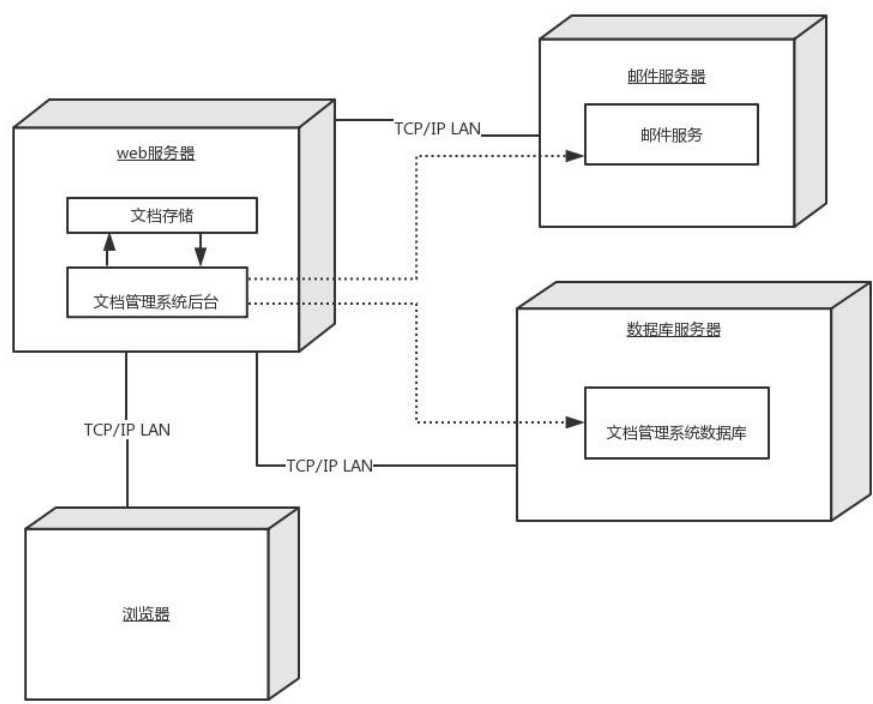 邮件服务器
邮件服务
TCP/IP LAN
web服务器
文档存储
文档管理系统后台
数据库服务器
文档管理系统数据库
TCP/IP LAN
TCP/IP LAN
浏览器